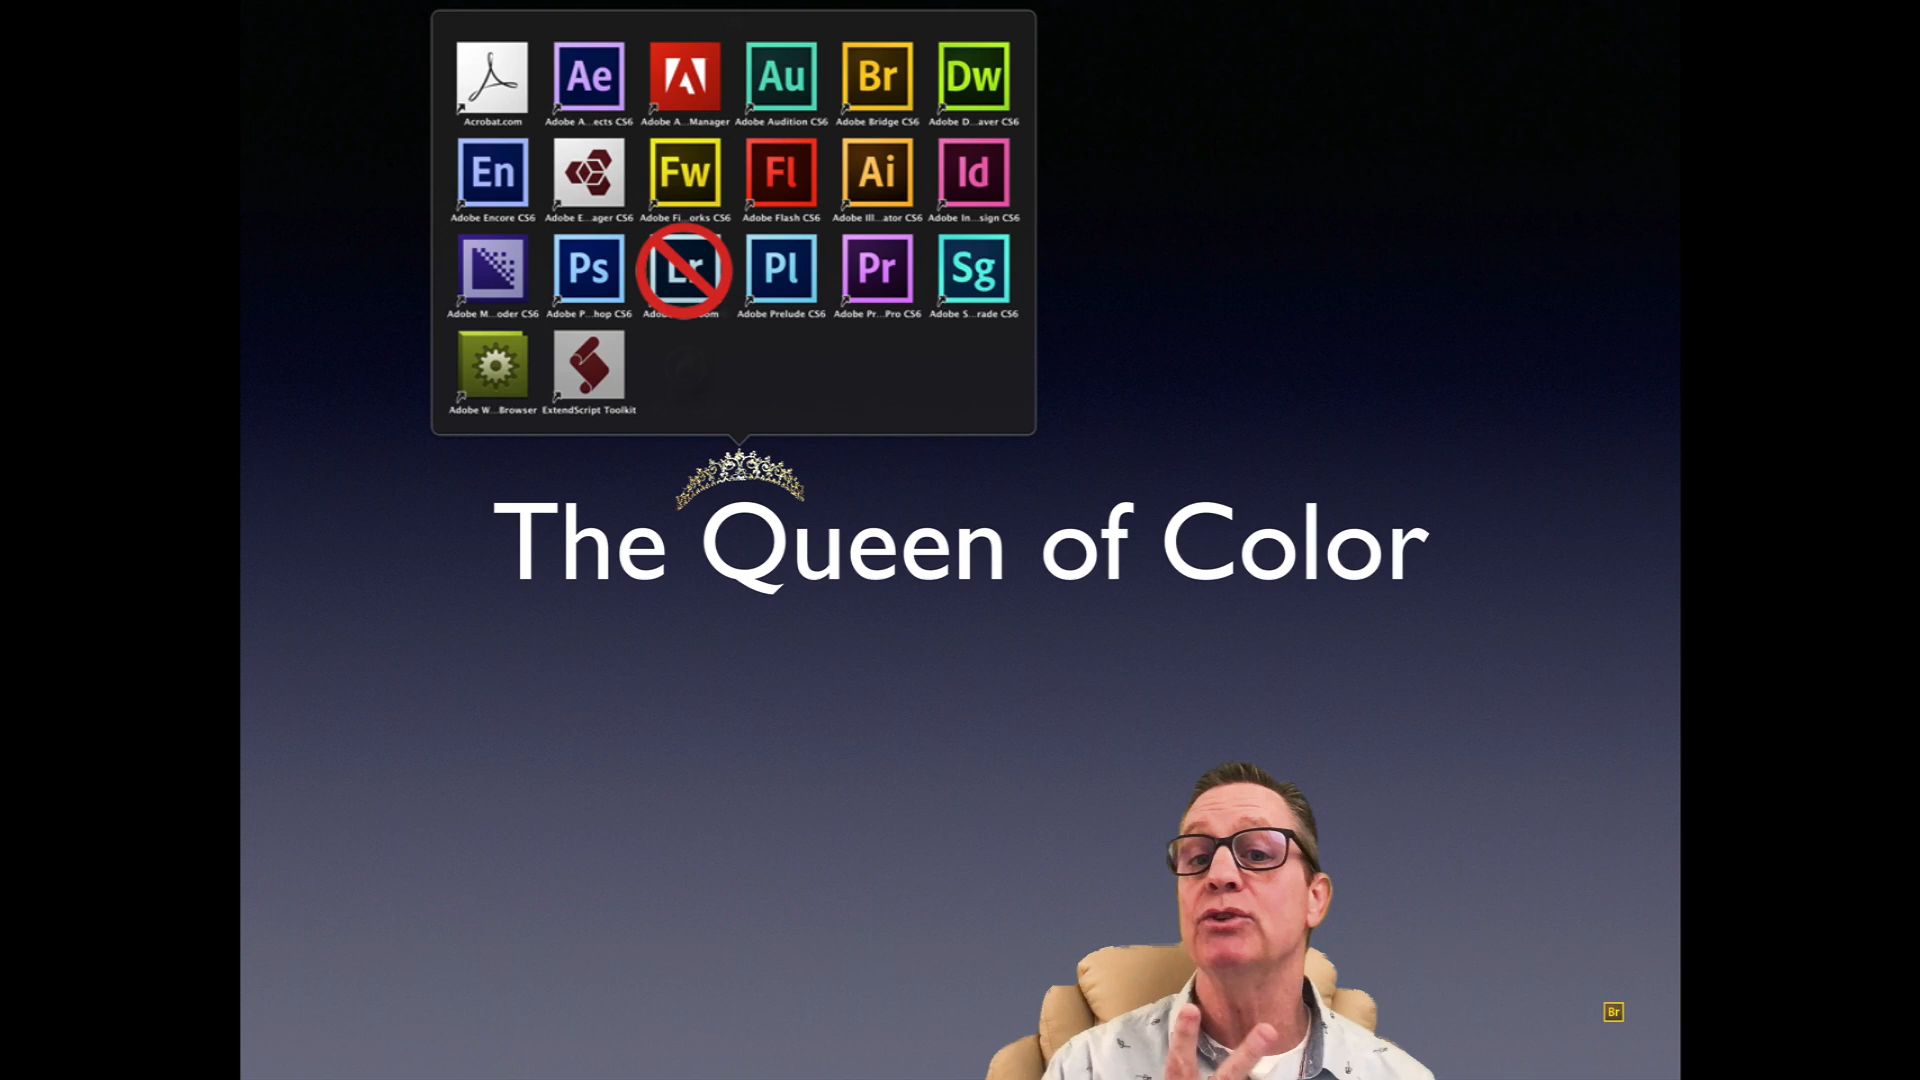 Ae Au Br Dw
Acrobat.com Adobe A...ects CS6 Adobe A...Manager Adobe Audition CS6 Adobe Bridge CS6 Adobe D...aver CS6
En Fw Fl Ai Id
Adobe Encore CS6 Adobe E...ager CS6 Adobe Fi...orks CS6 Adobe Flash CS6 Adobe Ill...ator CS6 Adobe In...sign CS6
Ps Lr Pl Pr Sg
Adobe M...oder CS6 Adobe P...hop CS6 Adobe Prelude CS6 Adobe Pr...Pro CS6 Adobe S...rade CS6
Adobe W...Browser ExtendScript Toolkit
The Queen of Color
Br